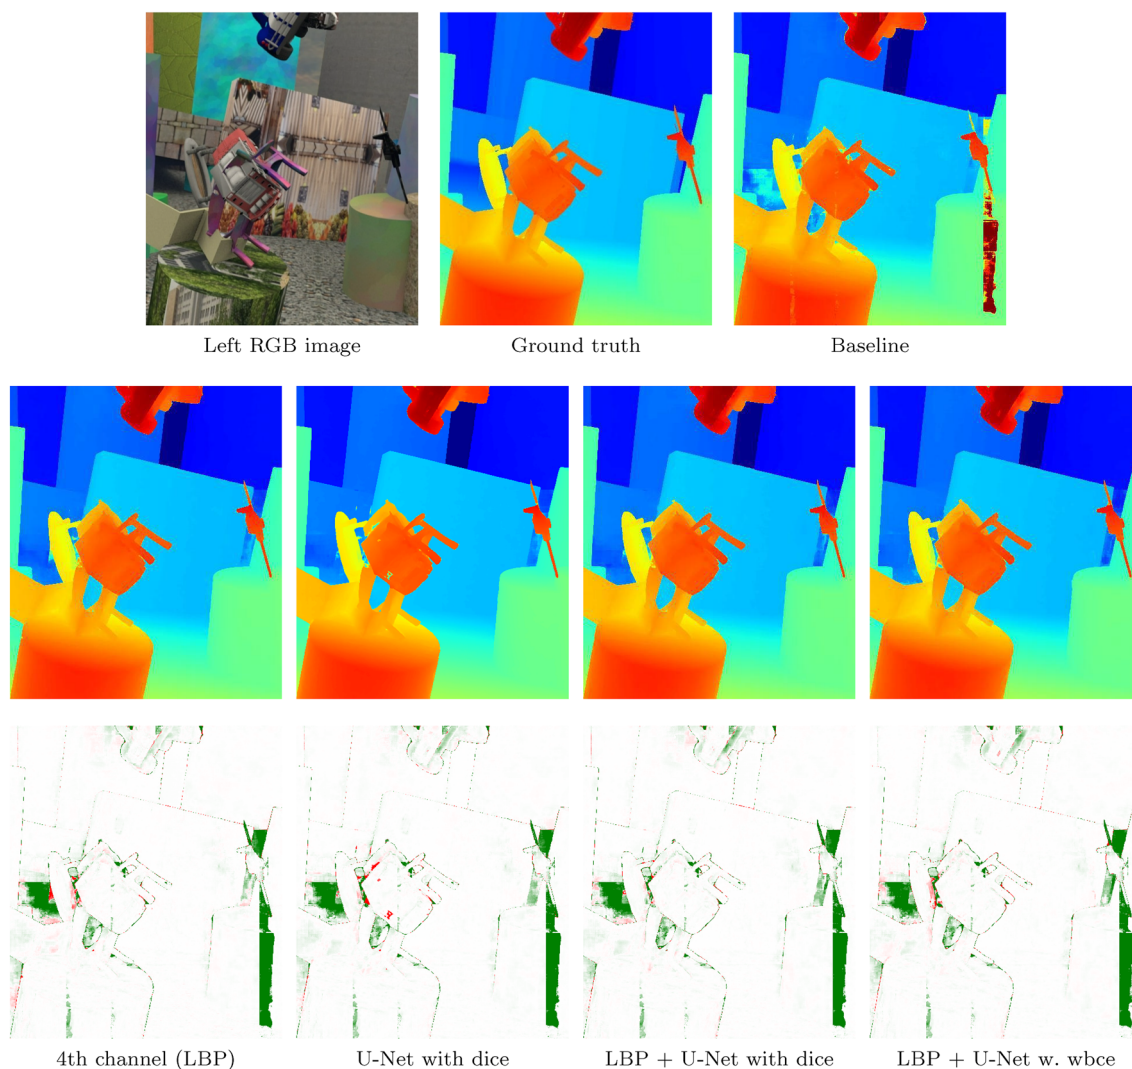 Left RGB image
Ground truth
Baseline
4th channel (LBP)
U-Net with dice
LBP + U-Net with dice
LBP + U-Net w. wbce